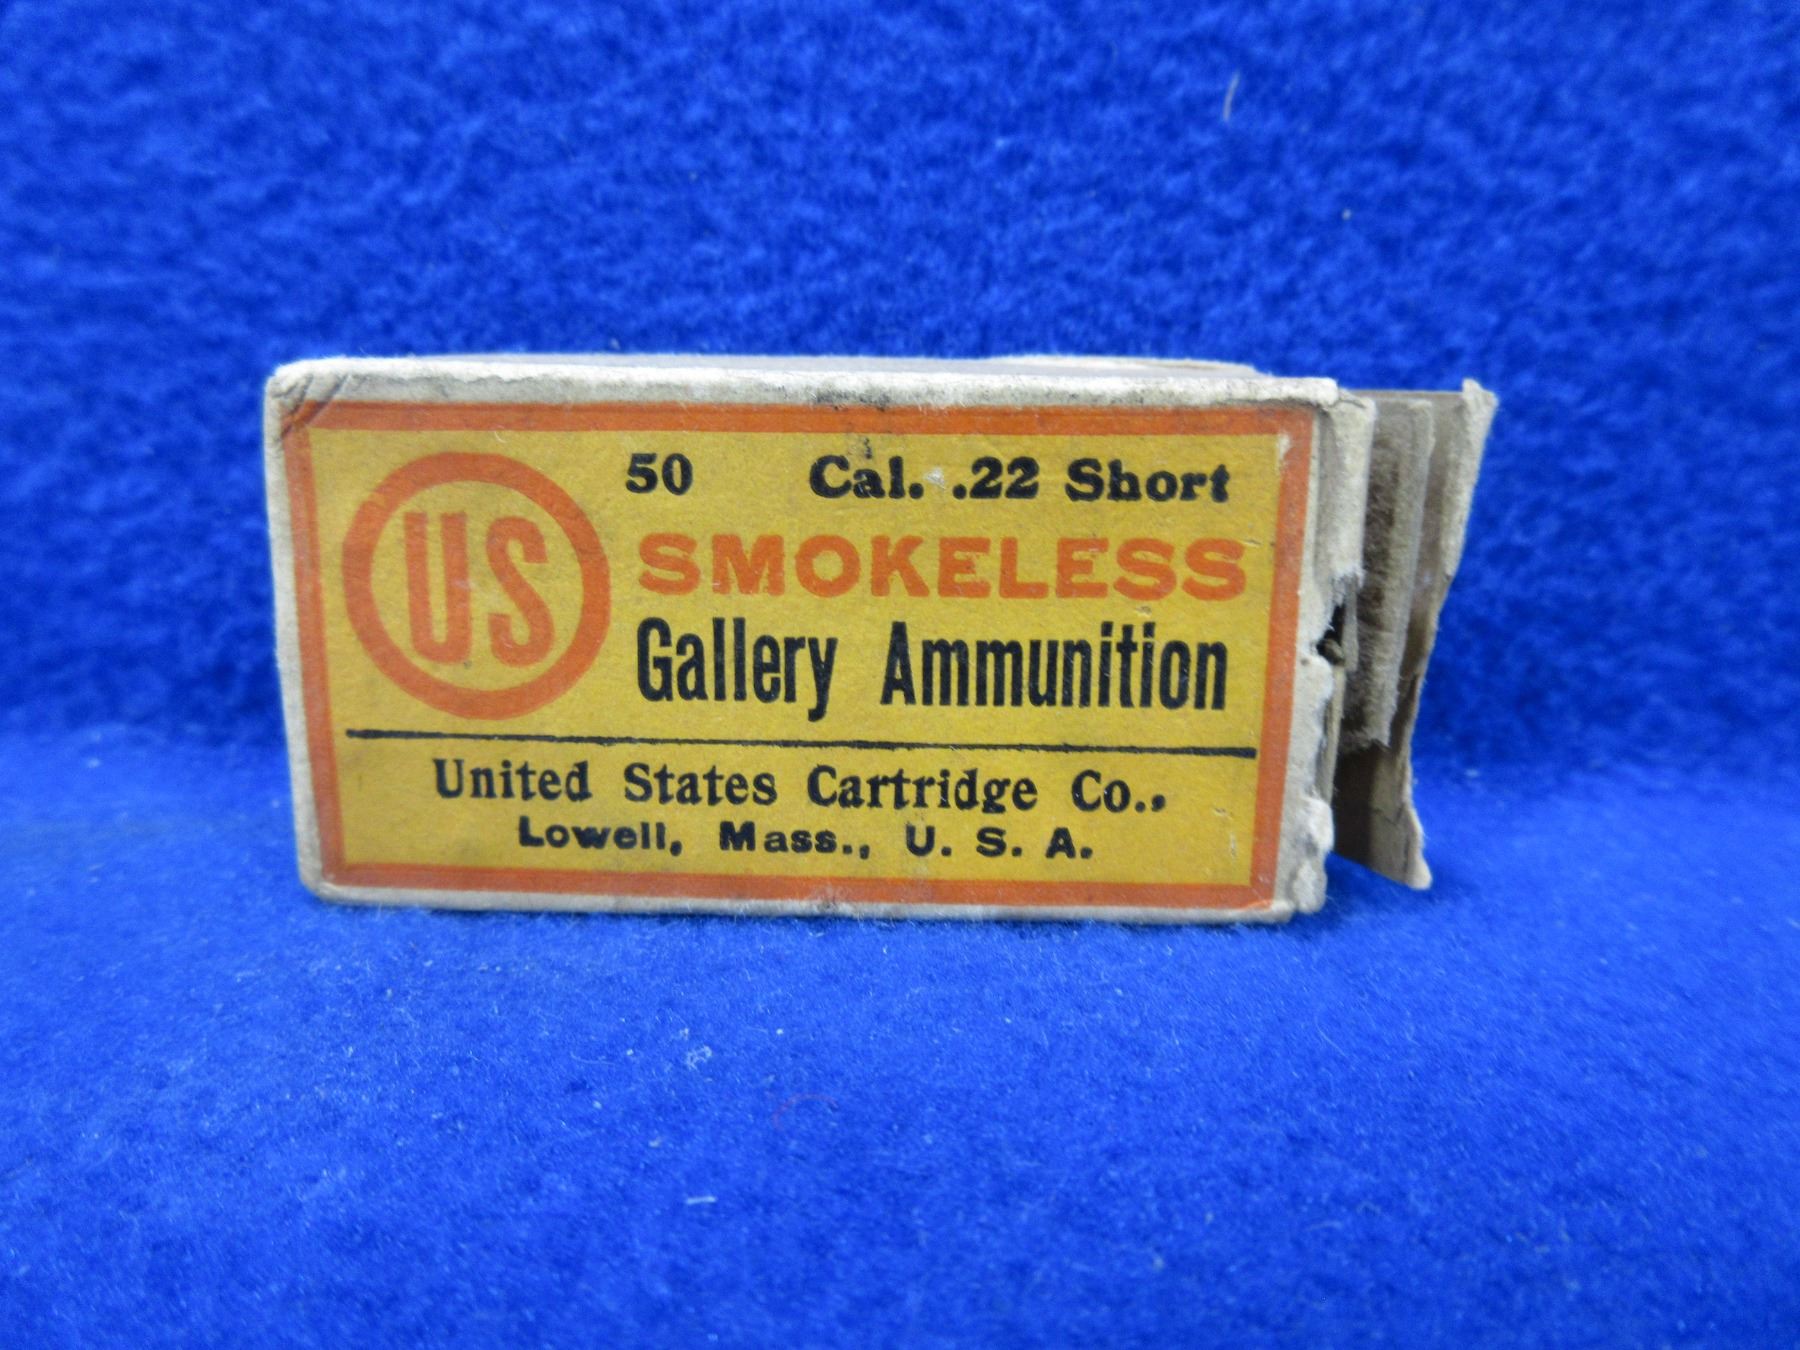 US
50 Cal. .22 Short
SMOKELESS
Gallery Ammunition
United States Cartridge Co.,
Lowell, Mass., U. S. A.